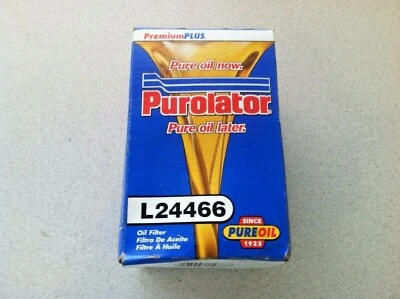 PremiumPLUS.
Pure oil now.
Purolator
Pure oil later.
L24466
Oil Filter
Filtro De Aceite
Filtre À Huile
SINCE
PUREOIL
1923